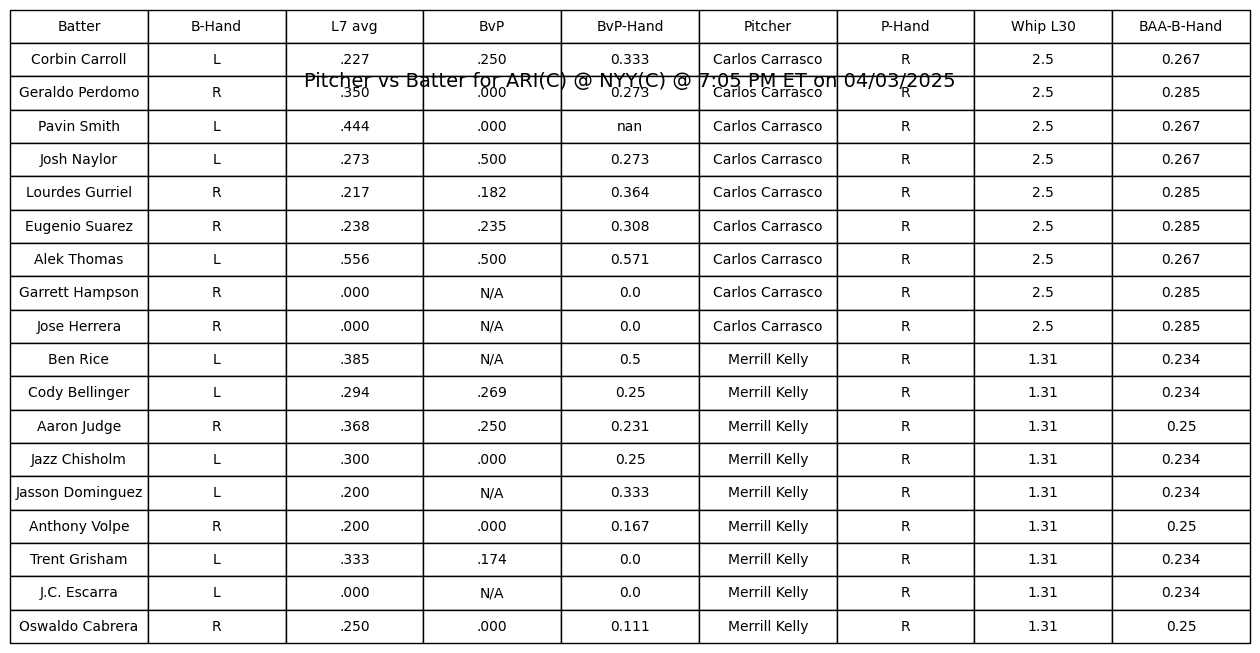 Batter B-Hand L7 avg BvP BvP-Hand Pitcher P-Hand Whip L30 BAA-B-Hand
Corbin Carroll L .227 .250 0.333 Carlos Carrasco R 2.5 0.267
Pitcher vs Batter for ARI(C) @ NYY(C) @ 7:05 PM ET on 04/03/2025
Geraldo Perdomo R .350 .000 0.273 Carlos Carrasco R 2.5 0.285
Pavin Smith L .444 .000 nan Carlos Carrasco R 2.5 0.267
Josh Naylor L .273 .500 0.273 Carlos Carrasco R 2.5 0.267
Lourdes Gurriel R .217 .182 0.364 Carlos Carrasco R 2.5 0.285
Eugenio Suarez R .238 .235 0.308 Carlos Carrasco R 2.5 0.285
Alek Thomas L .556 .500 0.571 Carlos Carrasco R 2.5 0.267
Garrett Hampson R .000 N/A 0.0 Carlos Carrasco R 2.5 0.285
Jose Herrera R .000 N/A 0.0 Carlos Carrasco R 2.5 0.285
Ben Rice L .385 N/A 0.5 Merrill Kelly R 1.31 0.234
Cody Bellinger L .294 .269 0.25 Merrill Kelly R 1.31 0.234
Aaron Judge R .368 .250 0.231 Merrill Kelly R 1.31 0.25
Jazz Chisholm L .300 .000 0.25 Merrill Kelly R 1.31 0.234
Jasson Dominguez L .200 N/A 0.333 Merrill Kelly R 1.31 0.234
Anthony Volpe R .200 .000 0.167 Merrill Kelly R 1.31 0.25
Trent Grisham L .333 .174 0.0 Merrill Kelly R 1.31 0.234
J.C. Escarra L .000 N/A 0.0 Merrill Kelly R 1.31 0.234
Oswaldo Cabrera R .250 .000 0.111 Merrill Kelly R 1.31 0.25